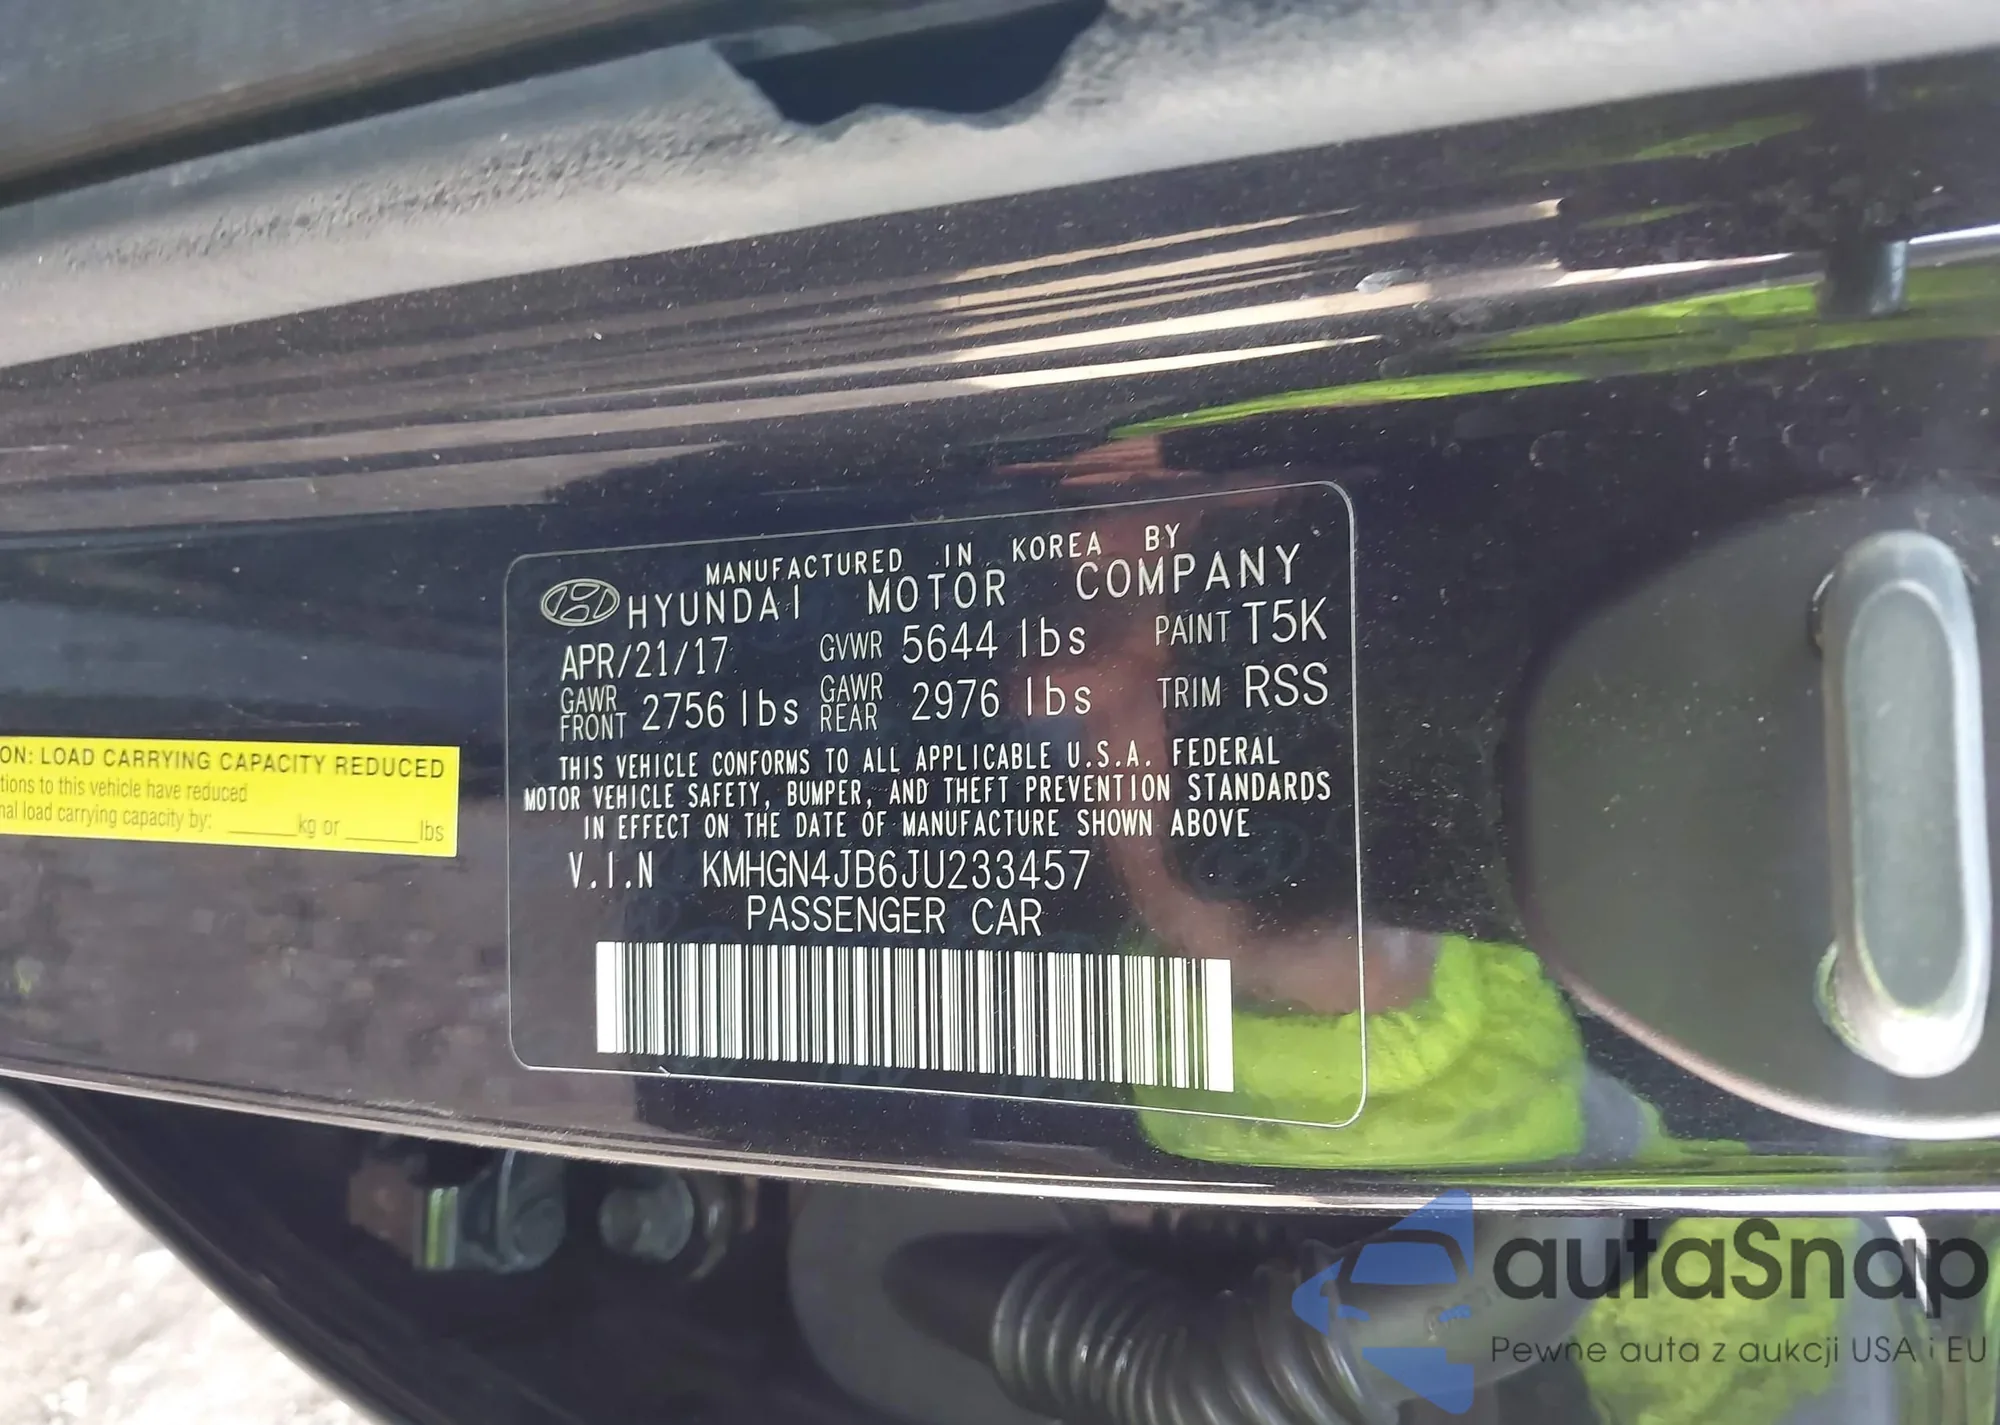 MANUFACTURED IN KOREA BY
HYUNDAI MOTOR COMPANY
APR/21/17 GVWR 5644 lbs PAINT T5K
GAWR FRONT 2756 lbs GAWR REAR 2976 lbs TRIM RSS
THIS VEHICLE CONFORMS TO ALL APPLICABLE U.S.A. FEDERAL
MOTOR VEHICLE SAFETY, BUMPER, AND THEFT PREVENTION STANDARDS
IN EFFECT ON THE DATE OF MANUFACTURE SHOWN ABOVE
V.I.N KMHGN4JB6JU233457
PASSENGER CAR
ON: LOAD CARRYING CAPACITY REDUCED
tions to this vehicle have reduced
nal load carrying capacity by: ______kg or ______lbs
autaSnap
Pewne auta z aukcji USA i EU